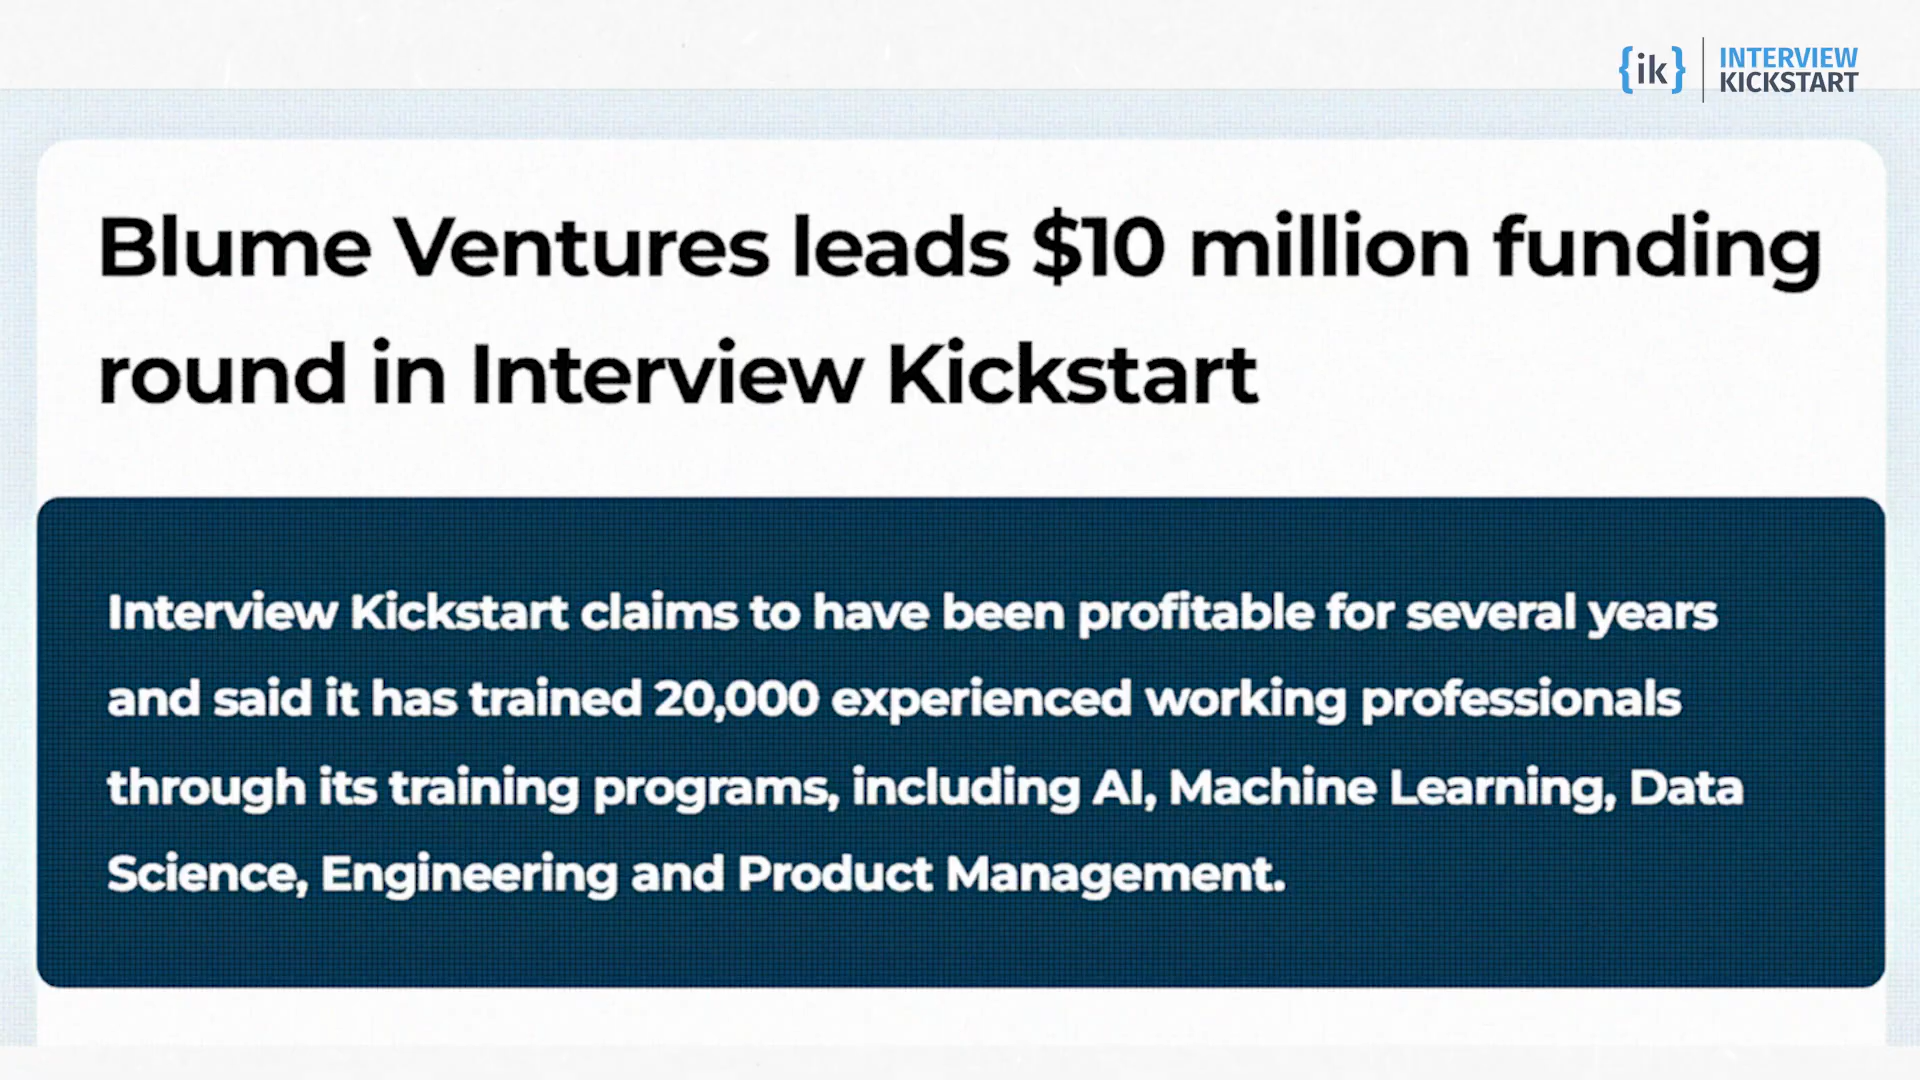 {ik} INTERVIEW
KICKSTART
Blume Ventures leads $10 million funding
round in Interview Kickstart
Interview Kickstart claims to have been profitable for several years
and said it has trained 20,000 experienced working professionals
through its training programs, including AI, Machine Learning, Data
Science, Engineering and Product Management.